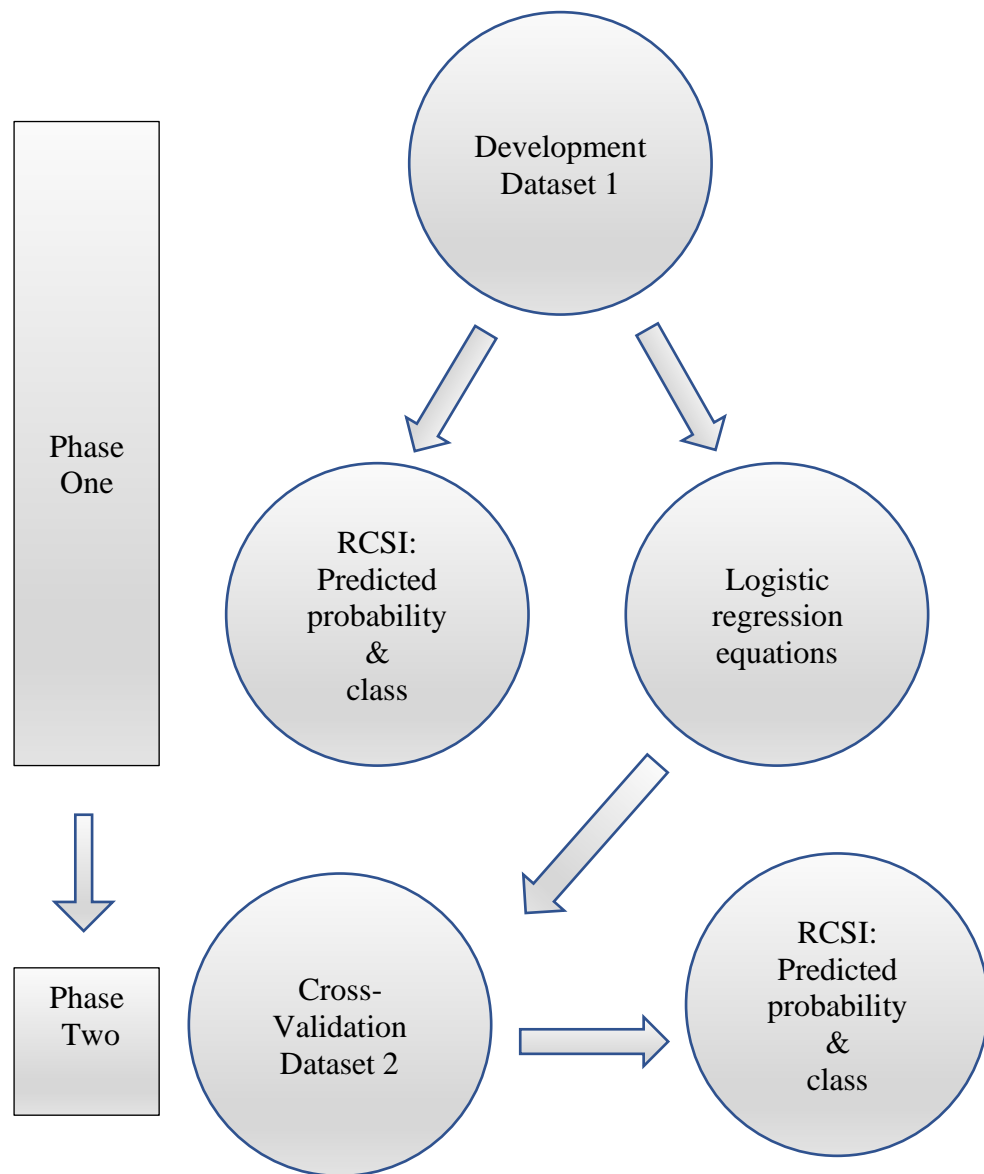 Development
Dataset 1
Phase
One
RCSI:
Predicted
probability
&
class
Logistic
regression
equations
Phase
Two
Cross-
Validation
Dataset 2
RCSI:
Predicted
probability
&
class